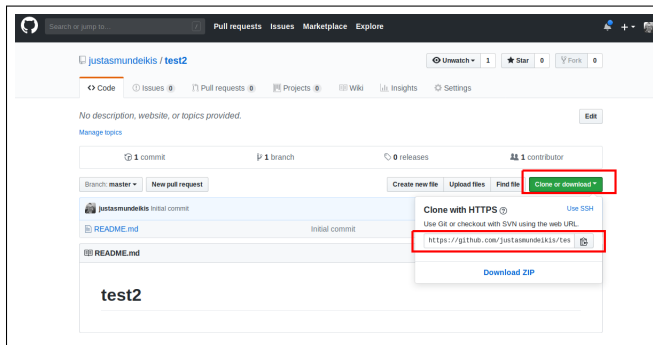 Search or jump to... / Pull requests Issues Marketplace Explore
justasmundeikis / test2 Unwatch 1 Star 0 Fork 0
Code Issues 0 Pull requests 0 Projects 0 Wiki Insights Settings
No description, website, or topics provided. Edit
Manage topics
1 commit 1 branch 0 releases 1 contributor
Branch: master New pull request Create new file Upload files Find file Clone or download
justasmundeikis Initial commit
README.md Initial commit
README.md
Clone with HTTPS ? Use SSH
Use Git or checkout with SVN using the web URL.
https://github.com/justasmundeikis/tes
Download ZIP
test2